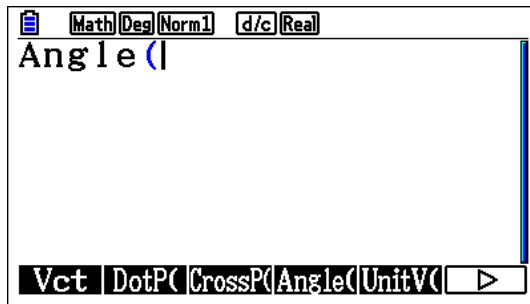 Math Deg Norm1 d/c Real
Angle(
Vct DotP( CrossP( Angle( UnitV(